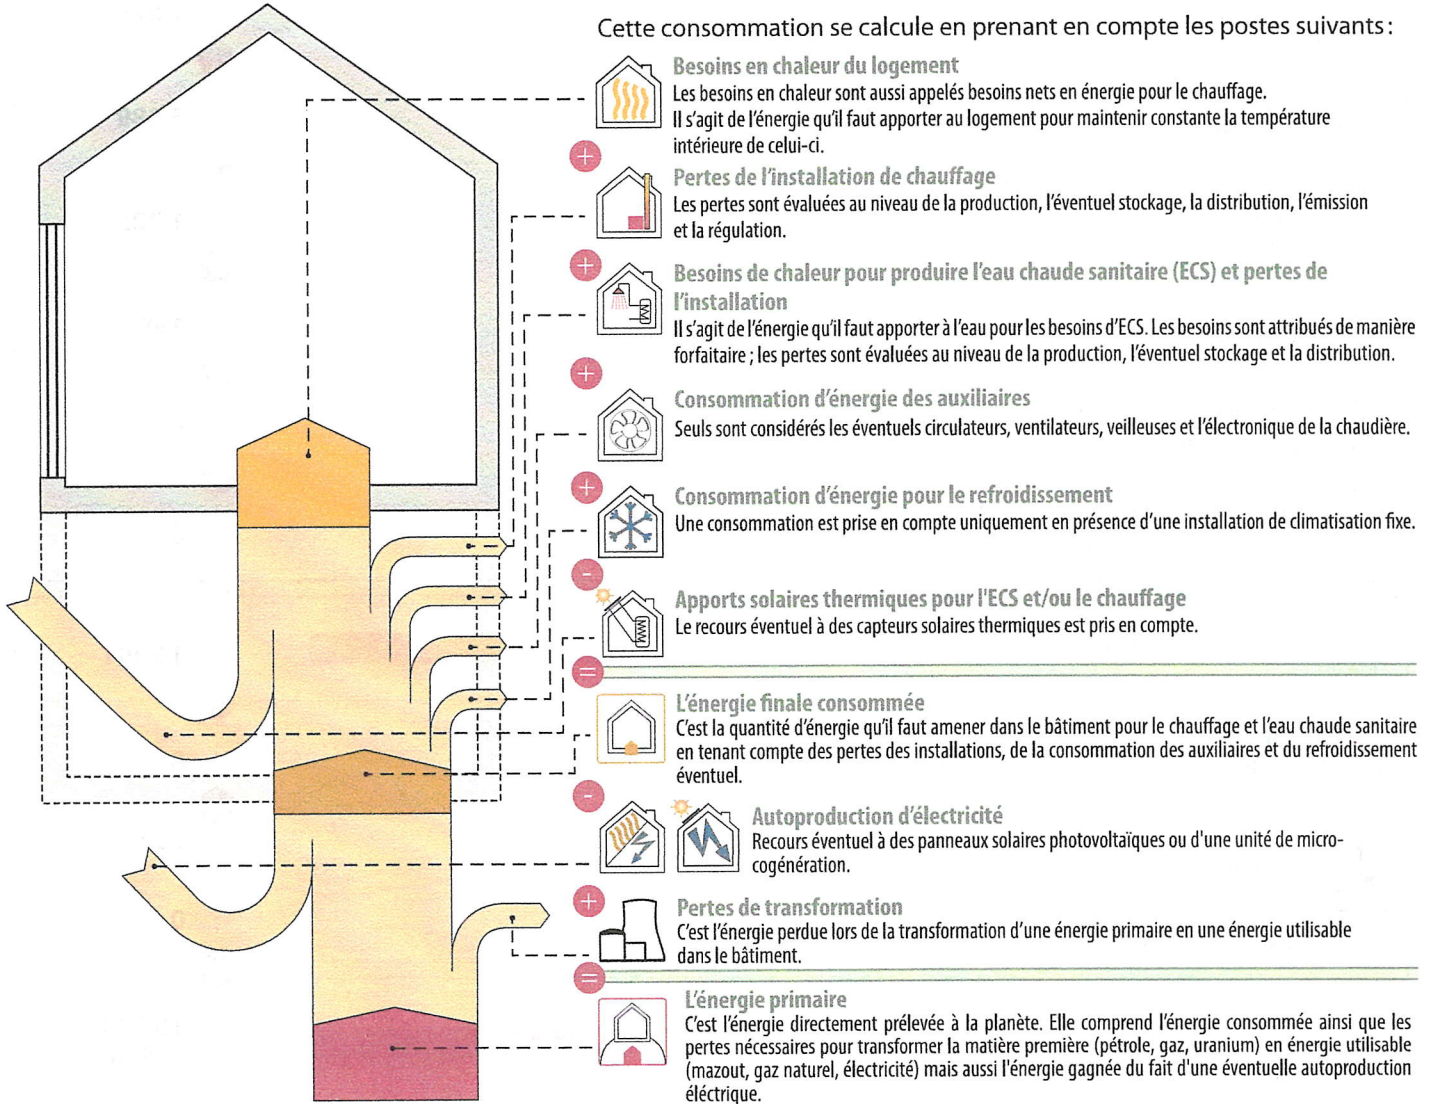 Cette consommation se calcule en prenant en compte les postes suivants :
Besoins en chaleur du logement
Les besoins en chaleur sont aussi appelés besoins nets en énergie pour le chauffage.
Il s'agit de l'énergie qu'il faut apporter au logement pour maintenir constante la température
intérieure de celui-ci.
+
Pertes de l'installation de chauffage
Les pertes sont évaluées au niveau de la production, l'éventuel stockage, la distribution, l'émission
et la régulation.
+
Besoins de chaleur pour produire l'eau chaude sanitaire (ECS) et pertes de
l'installation
Il s'agit de l'énergie qu'il faut apporter à l'eau pour les besoins d'ECS. Les besoins sont attribués de manière
forfaitaire ; les pertes sont évaluées au niveau de la production, l'éventuel stockage et la distribution.
+
Consommation d'énergie des auxiliaires
Seuls sont considérés les éventuels circulateurs, ventilateurs, veilleuses et l'électronique de la chaudière.
+
Consommation d'énergie pour le refroidissement
Une consommation est prise en compte uniquement en présence d'une installation de climatisation fixe.
-
Apports solaires thermiques pour l'ECS et/ou le chauffage
Le recours éventuel à des capteurs solaires thermiques est pris en compte.
=
L'énergie finale consommée
C'est la quantité d'énergie qu'il faut amener dans le bâtiment pour le chauffage et l'eau chaude sanitaire
en tenant compte des pertes des installations, de la consommation des auxiliaires et du refroidissement
éventuel.
-
Autoproduction d'électricité
Recours éventuel à des panneaux solaires photovoltaïques ou d'une unité de micro-
cogénération.
+
Pertes de transformation
C'est l'énergie perdue lors de la transformation d'une énergie primaire en une énergie utilisable
dans le bâtiment.
=
L'énergie primaire
C'est l'énergie directement prélevée à la planète. Elle comprend l'énergie consommée ainsi que les
pertes nécessaires pour transformer la matière première (pétrole, gaz, uranium) en énergie utilisable
(mazout, gaz naturel, électricité) mais aussi l'énergie gagnée du fait d'une éventuelle autoproduction
éléctrique.